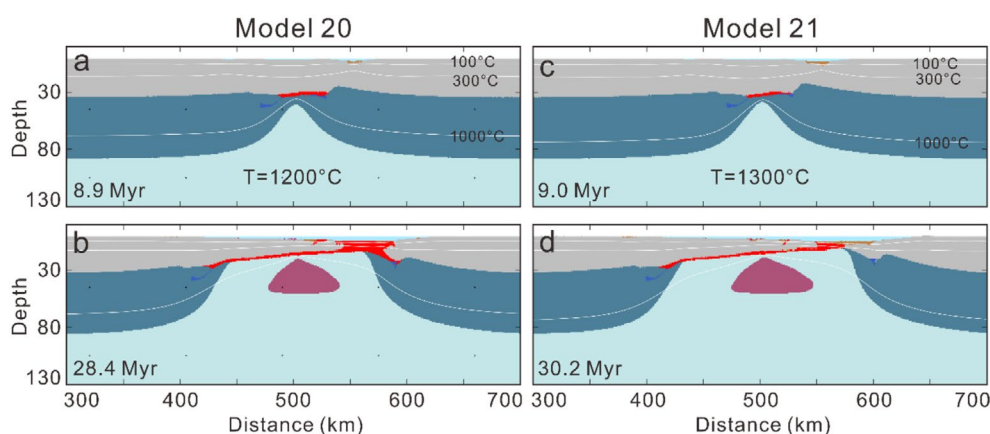 Model 20
Model 21
a
100°C
300°C
1000°C
T=1200°C
8.9 Myr
c
100°C
300°C
1000°C
T=1300°C
9.0 Myr
Depth
30
80
130
b
28.4 Myr
d
30.2 Myr
Depth
30
80
130
300
400
500
600
700
300
400
500
600
700
Distance (km)
Distance (km)